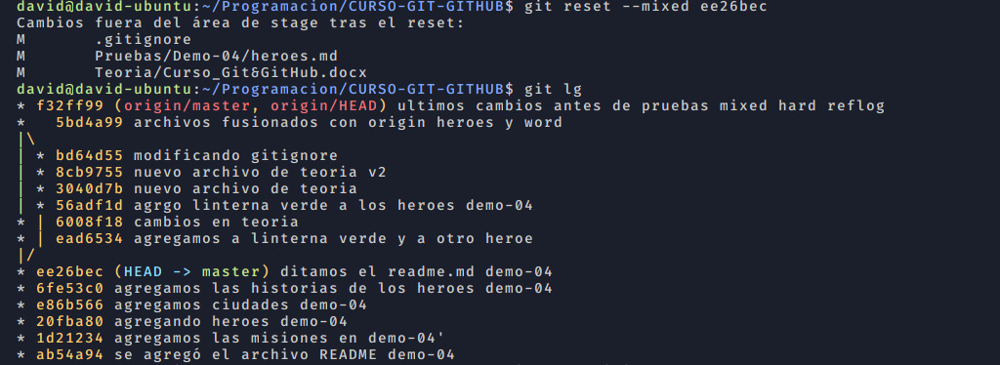 david@david-ubuntu:~/Programacion/CURSO-GIT-GITHUB$ git reset --mixed ee26bec
Cambios fuera del área de stage tras el reset:
M       .gitignore
M       Pruebas/Demo-04/heroes.md
M       Teoria/Curso_Git&GitHub.docx
david@david-ubuntu:~/Programacion/CURSO-GIT-GITHUB$ git lg
* f32ff99 (origin/master, origin/HEAD) ultimos cambios antes de pruebas mixed hard reflog
*   5bd4a99 archivos fusionados con origin heroes y word
|\
| * bd64d55 modificando gitignore
| * 8cb9755 nuevo archivo de teoria v2
| * 3040d7b nuevo archivo de teoria
| * 56adf1d agrgo linterna verde a los heroes demo-04
* | 6008f18 cambios en teoria
* | ead6534 agregamos a linterna verde y a otro heroe
|/
* ee26bec (HEAD -> master) ditamos el readme.md demo-04
* 6fe53c0 agregamos las historias de los heroes demo-04
* e86b566 agregamos ciudades demo-04
* 20fba80 agregando heroes demo-04
* 1d21234 agregamos las misiones en demo-04'
* ab54a94 se agregó el archivo README demo-04